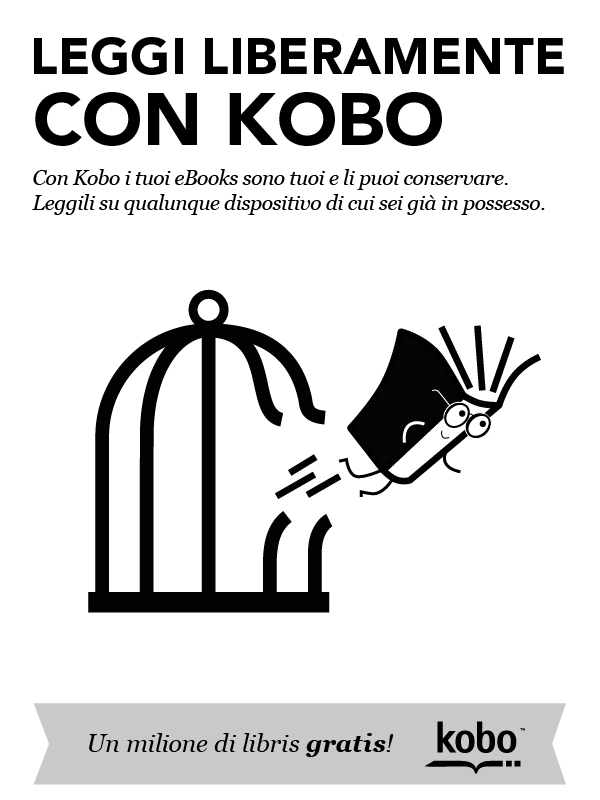 LEGGI LIBERAMENTE
CON KOBO
Con Kobo i tuoi eBooks sono tuoi e li puoi conservare.
Leggili su qualunque dispositivo di cui sei già in possesso.
Un milione di libris gratis!
kobo™